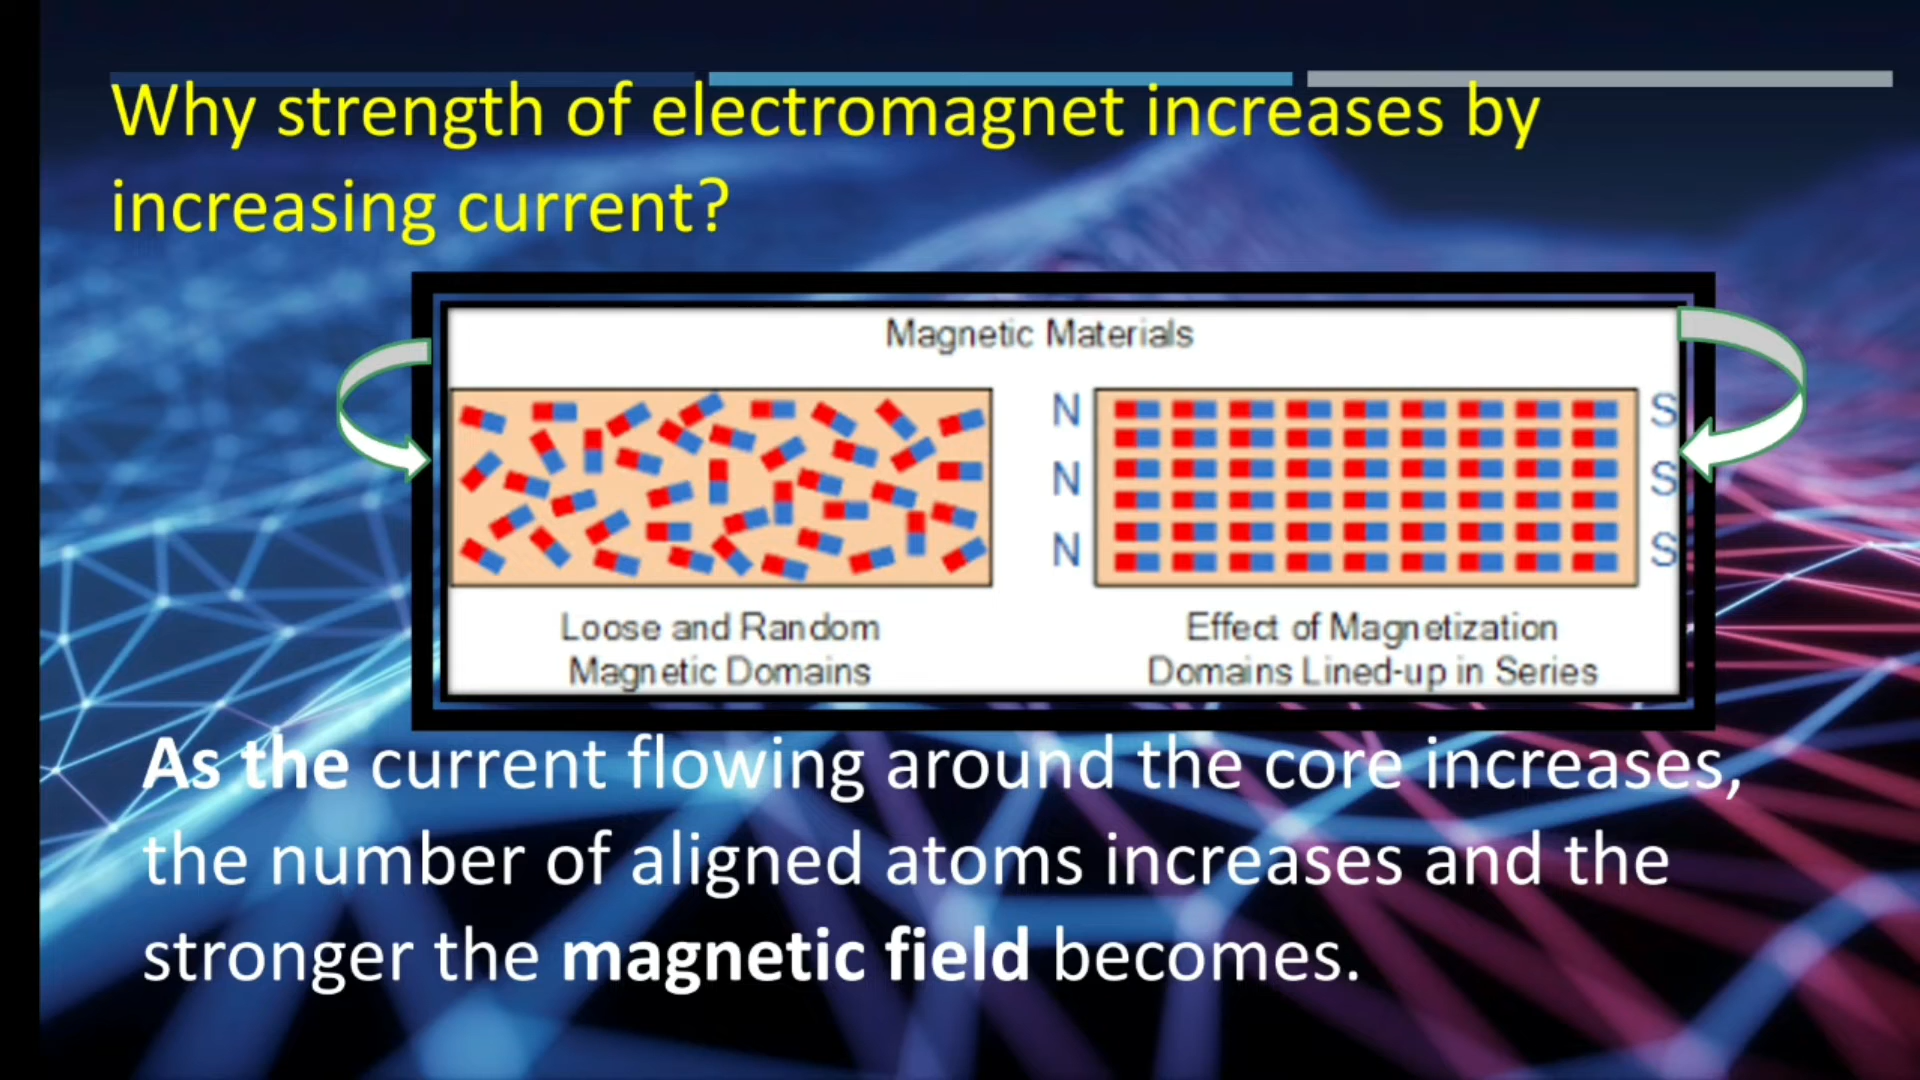 Why strength of electromagnet increases by
increasing current?
Magnetic Materials
N S
N S
N S
Loose and Random
Magnetic Domains
Effect of Magnetization
Domains Lined-up in Series
As the current flowing around the core increases,
the number of aligned atoms increases and the
stronger the magnetic field becomes.